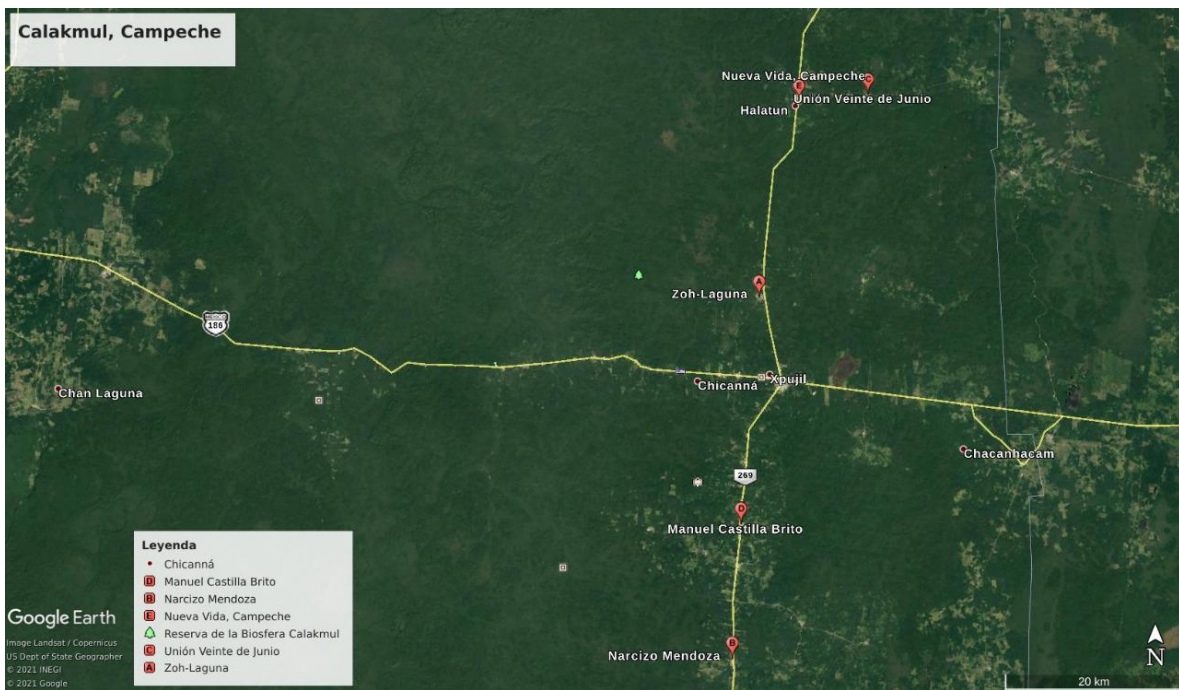 Calakmul, Campeche
Nueva Vida, Campeche
E
C
Unión Veinte de Junio
Halatun
A
Zoh-Laguna
MEXICO
186
Chan Laguna
Chicanná
Xpujil
Chacanhacam
269
D
Manuel Castilla Brito
B
Narcizo Mendoza
Leyenda
Chicanná
D Manuel Castilla Brito
B Narcizo Mendoza
E Nueva Vida, Campeche
Reserva de la Biosfera Calakmul
C Unión Veinte de Junio
A Zoh-Laguna
Google Earth
Image Landsat / Copernicus
US Dept of State Geographer
© 2021 INEGI
© 2021 Google
N
20 km